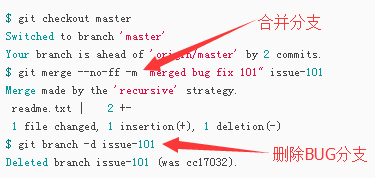 $ git checkout master
Switched to branch 'master'
Your branch is ahead of 'origin/master' by 2 commits.
合并分支
$ git merge --no-ff -m "merged bug fix 101" issue-101
Merge made by the 'recursive' strategy.
readme.txt |    2 +-
1 file changed, 1 insertion(+), 1 deletion(-)
$ git branch -d issue-101
删除BUG分支
Deleted branch issue-101 (was cc17032).